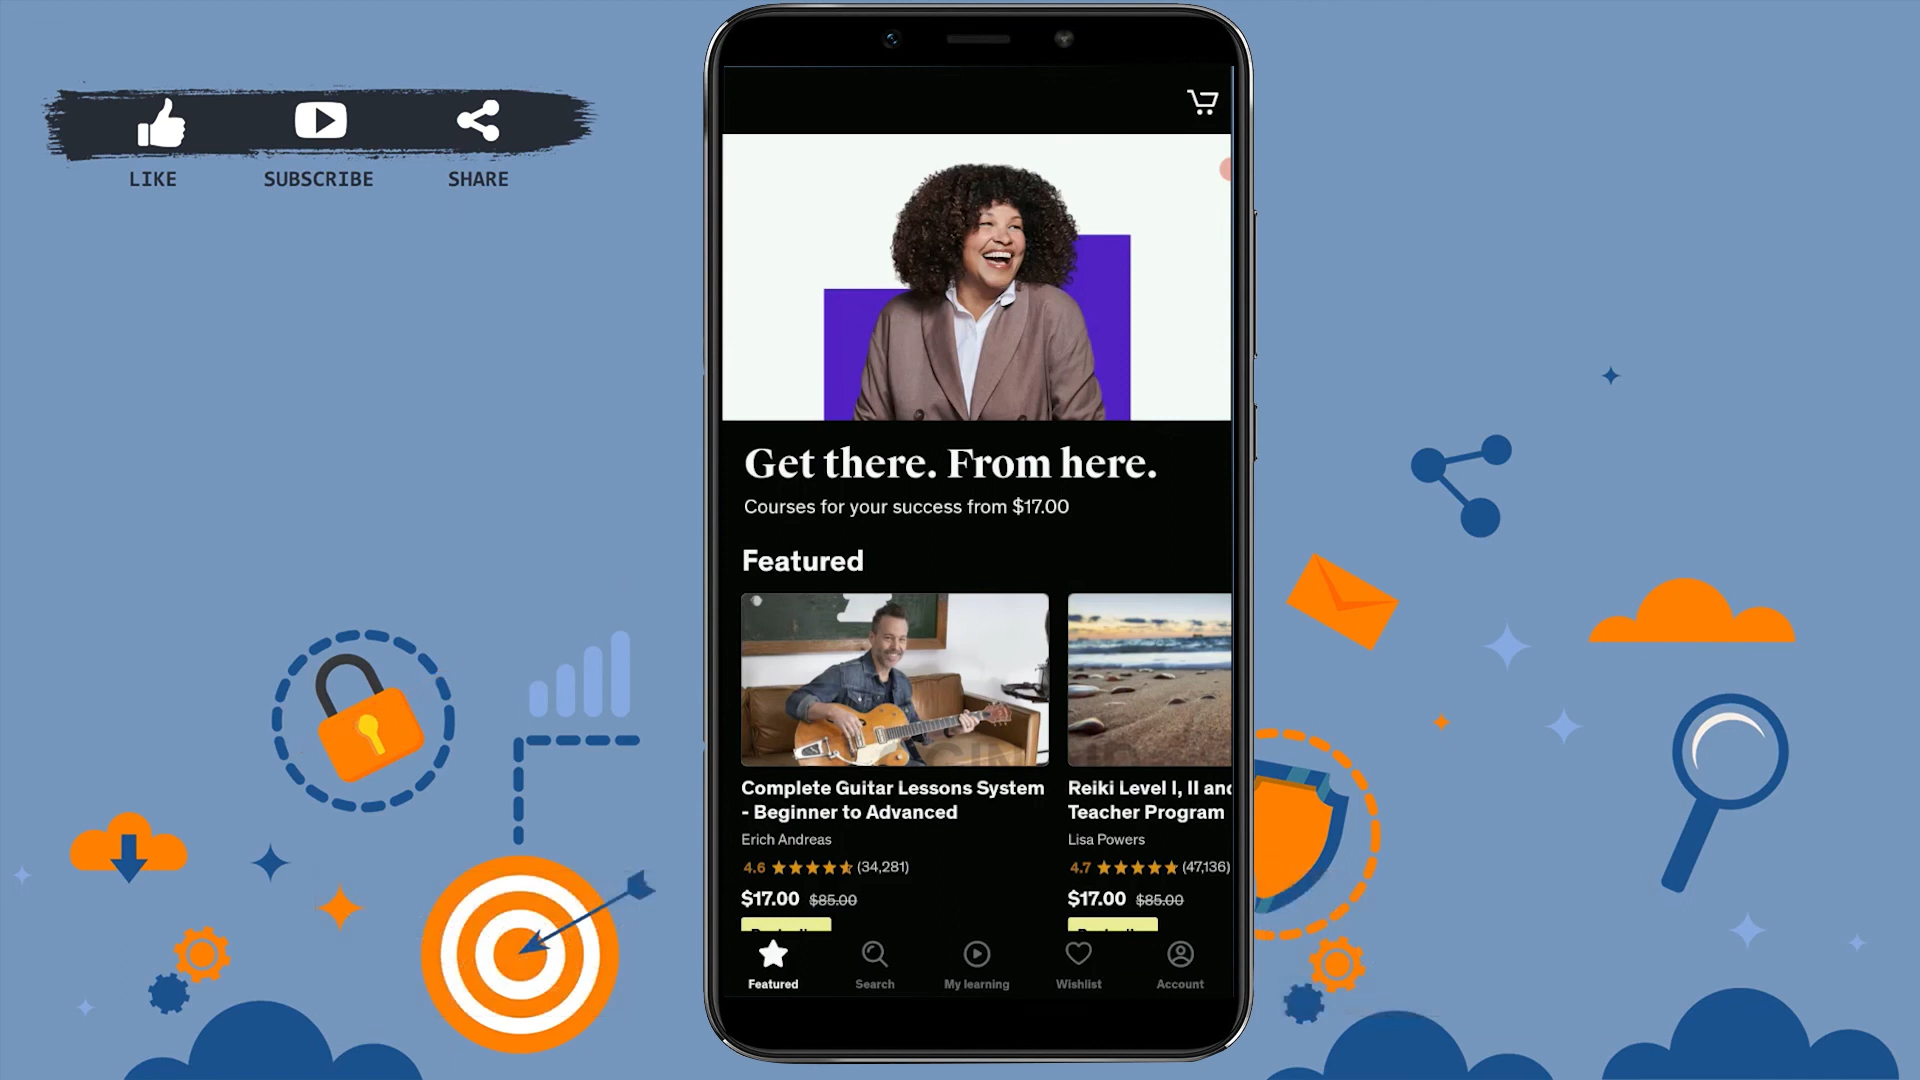 LIKE
SUBSCRIBE
SHARE
Get there. From here.
Courses for your success from $17.00
Featured
Complete Guitar Lessons System
- Beginner to Advanced
Erich Andreas
4.6 (34,281)
$17.00 $85.00
Reiki Level I, II and
Teacher Program
Lisa Powers
4.7 (47,136)
$17.00 $85.00
Featured
Search
My learning
Wishlist
Account